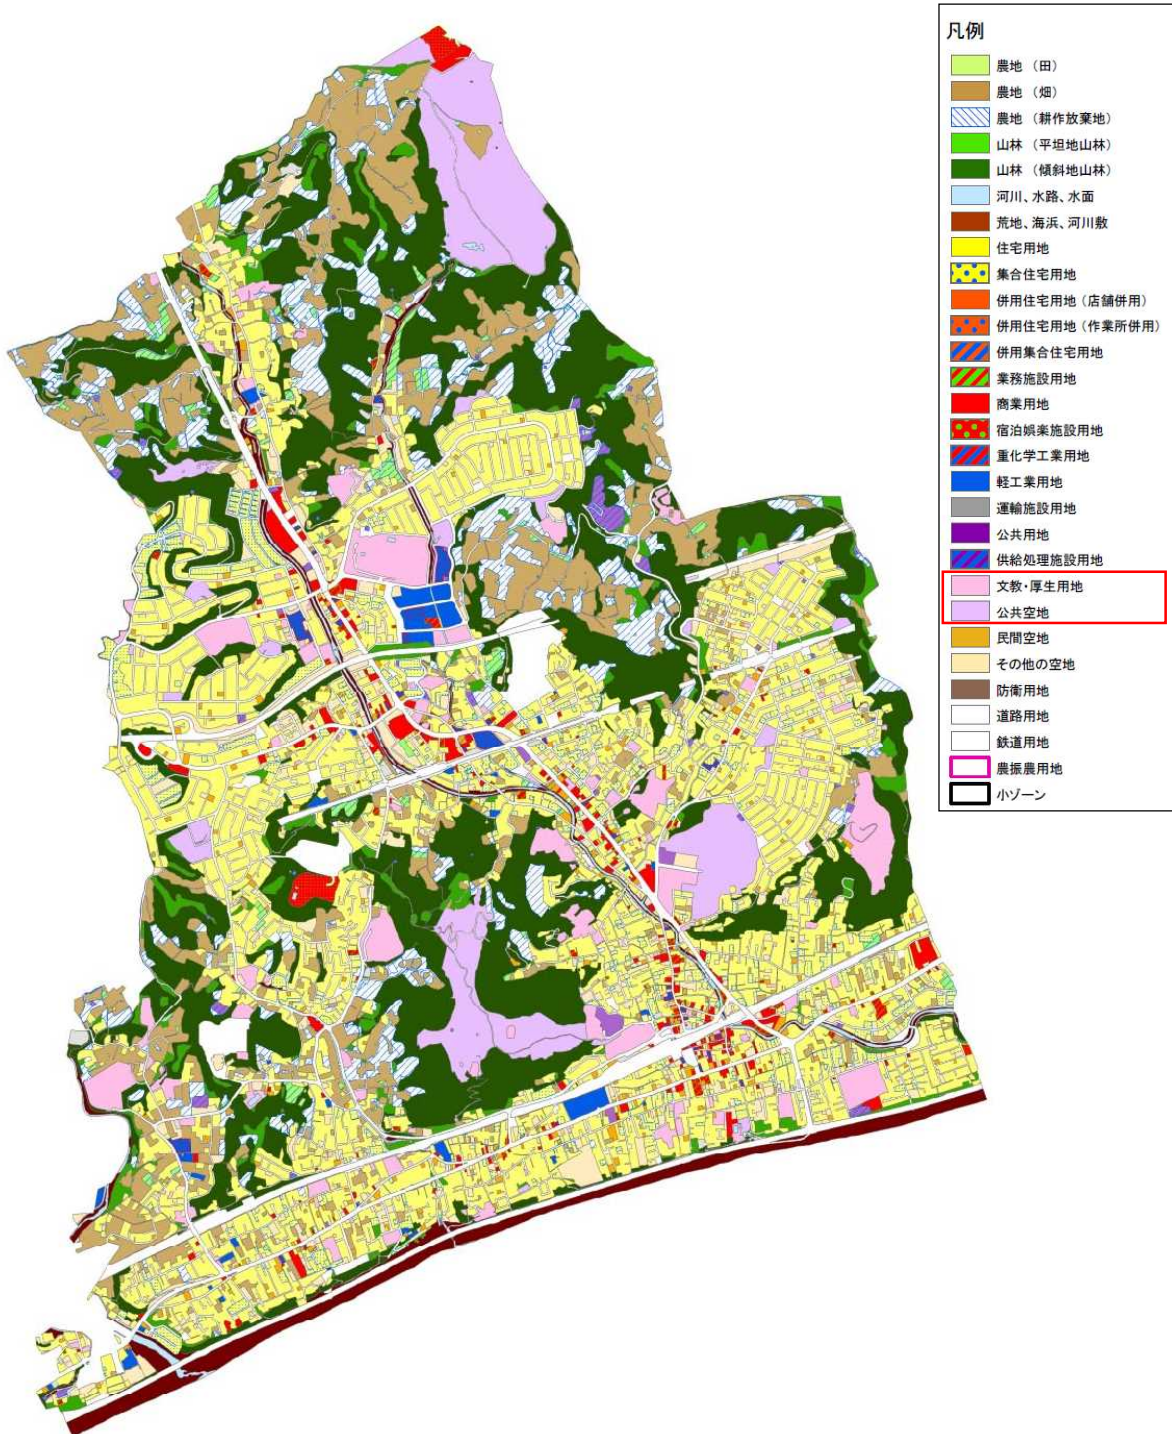 凡例
農地（田）
農地（畑）
農地（耕作放棄地）
山林（平坦地山林）
山林（傾斜地山林）
河川、水路、水面
荒地、海浜、河川敷
住宅用地
集合住宅用地
併用住宅用地（店舗併用）
併用住宅用地（作業所併用）
併用集合住宅用地
業務施設用地
商業用地
宿泊娯楽施設用地
重化学工業用地
軽工業用地
運輸施設用地
公共用地
供給処理施設用地
文教・厚生用地
公共空地
民間空地
その他の空地
防衛用地
道路用地
鉄道用地
農振農用地
小ゾーン